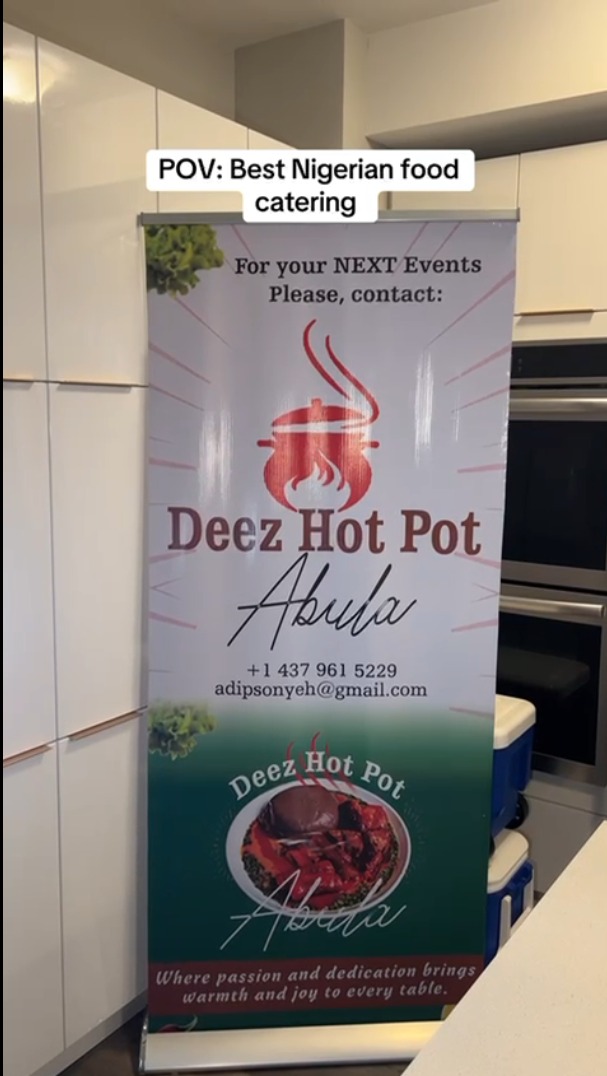 POV: Best Nigerian food
catering
For your NEXT Events
Please, contact:
Deez Hot Pot
Abula
+1 437 961 5229
adipsonyeh@gmail.com
Deez Hot Pot
Abula
Where passion and dedication brings
warmth and joy to every table.